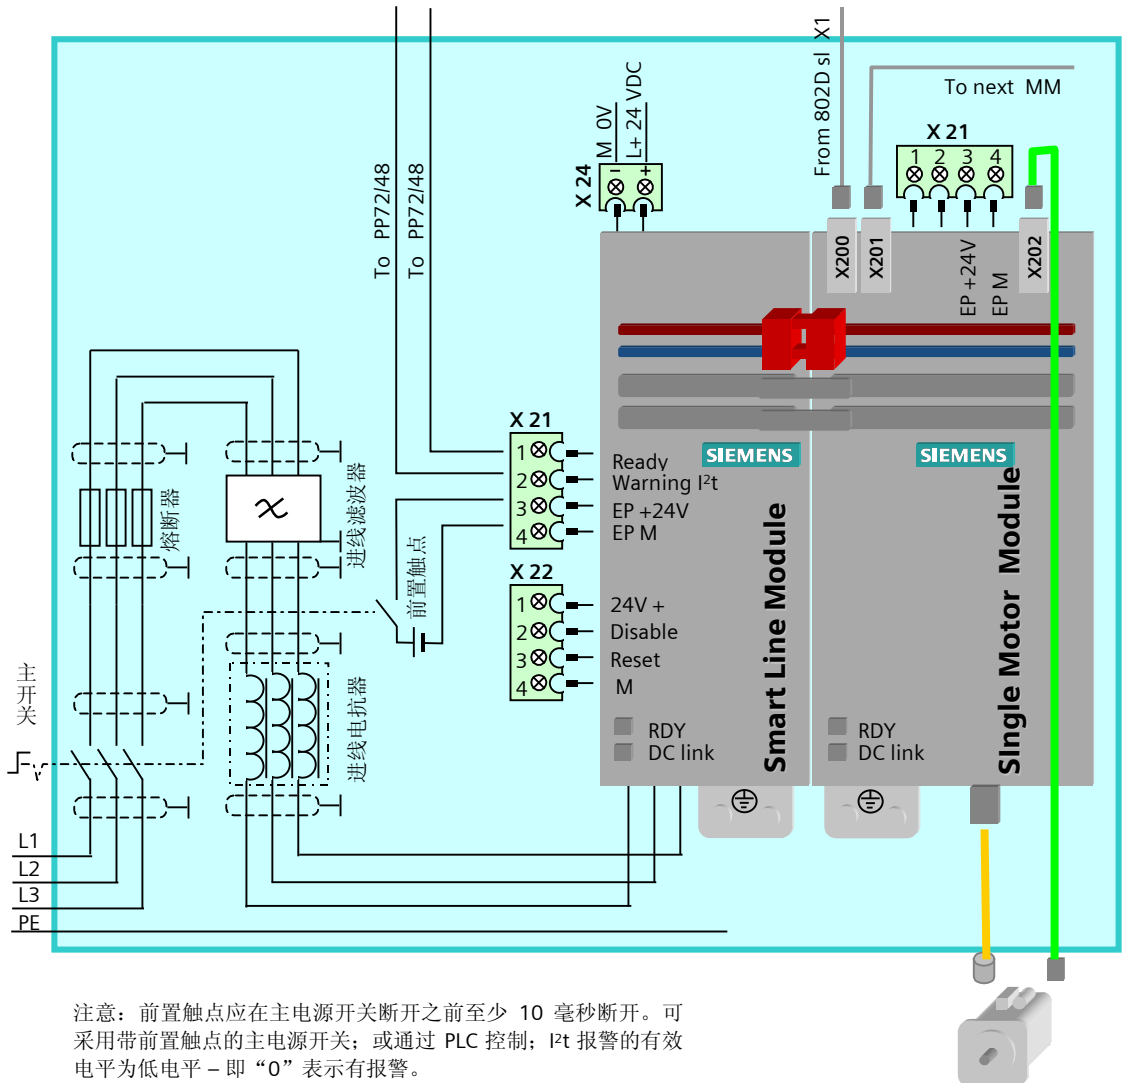 From 802D sl X1
To next MM
M 0V
L+ 24 VDC
X 24
− +
X 21
1 2 3 4
To PP72/48
To PP72/48
X200
X201
EP +24V
EP M
X202
X 21
1 Ready
2 Warning I²t
3 EP +24V
4 EP M
SIEMENS
SIEMENS
熔断器
进线滤波器
前置触点
X 22
1 24V +
2 Disable
3 Reset
4 M
Smart Line Module
SIngle Motor Module
主开关
进线电抗器
RDY
DC link
RDY
DC link
L1
L2
L3
PE
注意：前置触点应在主电源开关断开之前至少 10 毫秒断开。可
采用带前置触点的主电源开关；或通过 PLC 控制；I²t 报警的有效
电平为低电平 – 即“0”表示有报警。